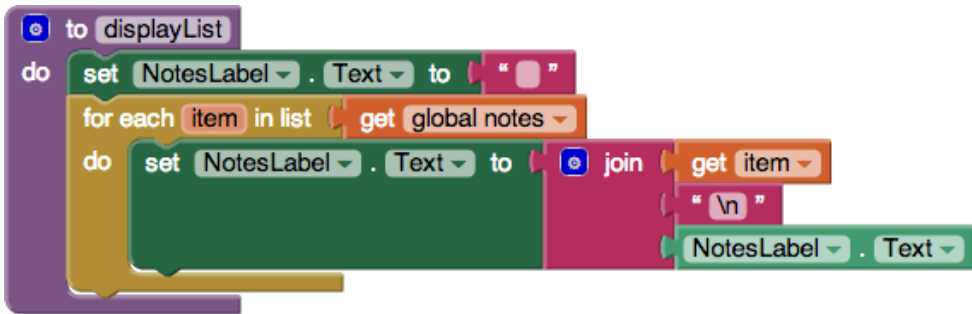 to displayList
do set NotesLabel . Text to " "
for each item in list get global notes
do set NotesLabel . Text to join get item
" \n "
NotesLabel . Text